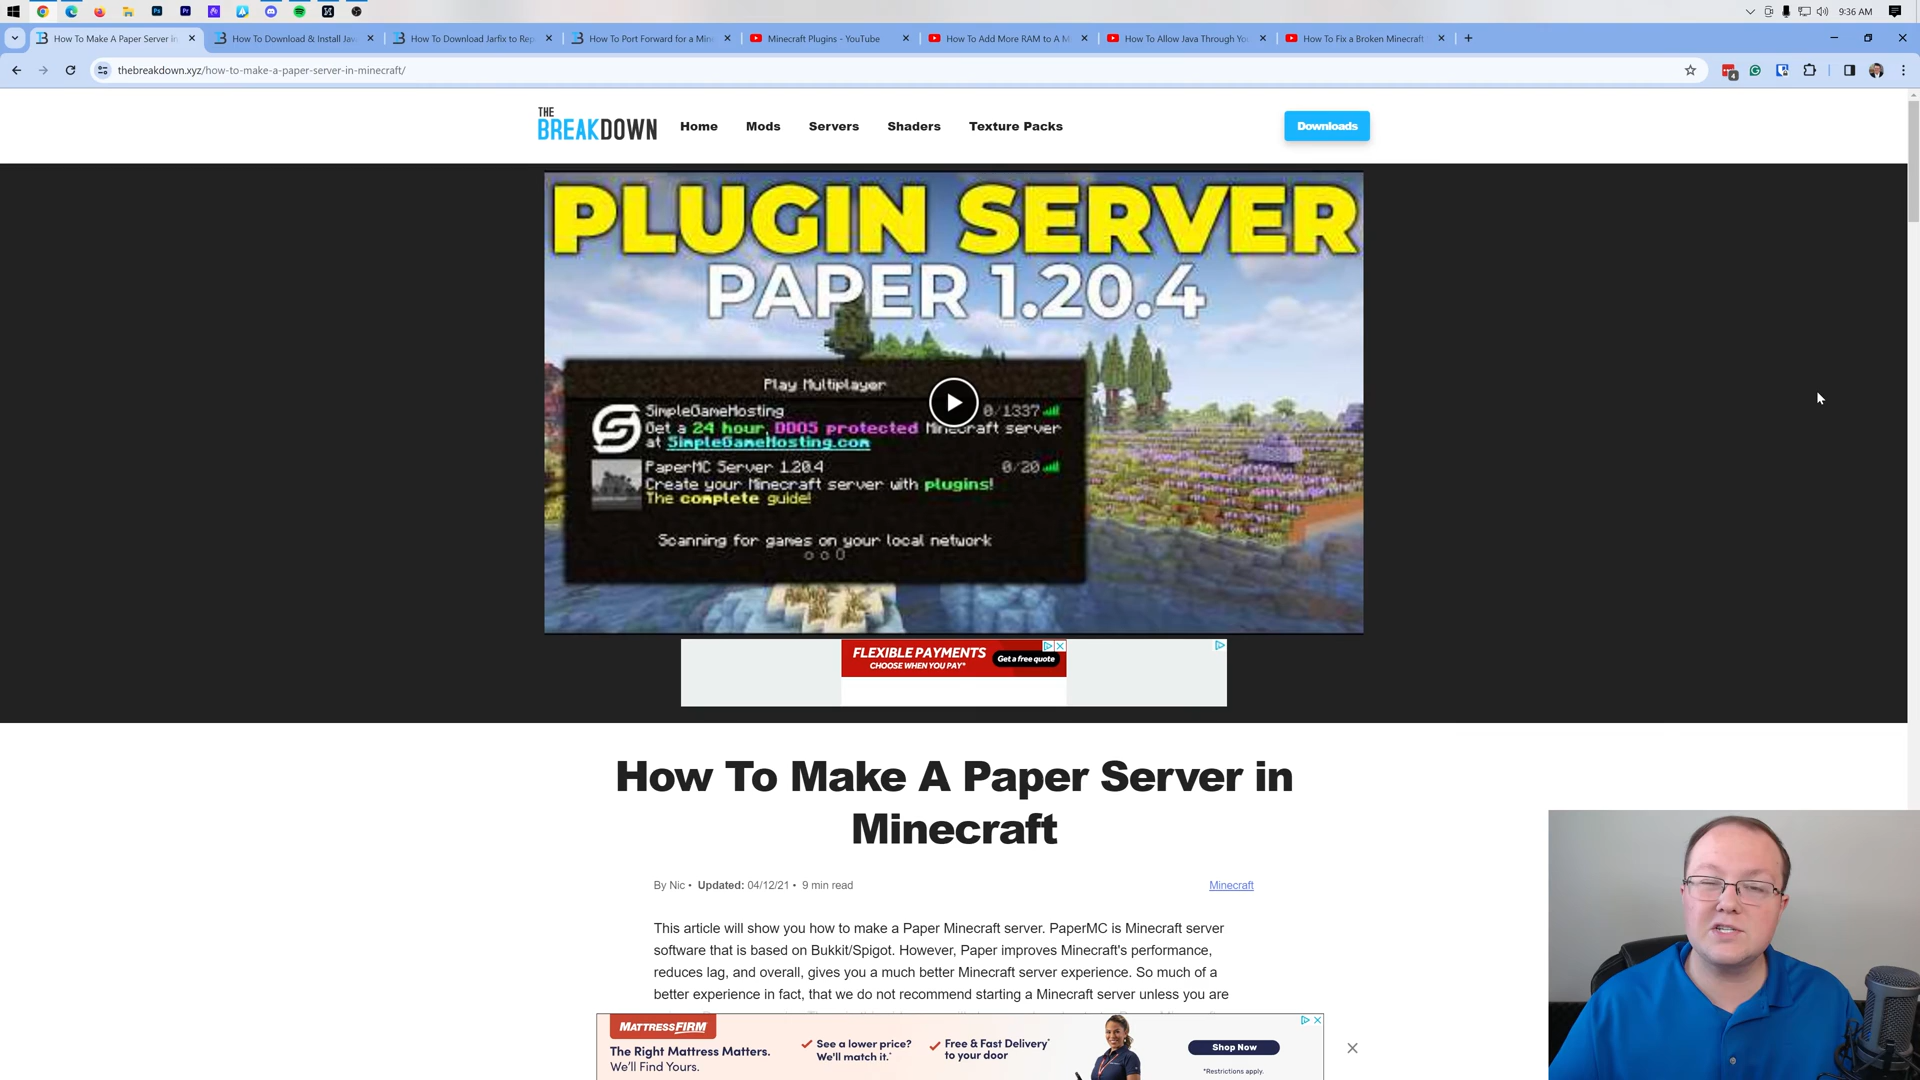 9:36 AM
How To Make A Paper Server in
How To Download & Install Jav
How To Download Jarfix to Rep
How To Port Forward for a Min
Minecraft Plugins - YouTube
How To Add More RAM to A M
How To Allow Java Through Yo
How To Fix a Broken Minecraft
thebreakdown.xyz/how-to-make-a-paper-server-in-minecraft/
4
THE
BREAKDOWN
Home
Mods
Servers
Shaders
Texture Packs
Downloads
PLUGIN SERVER
PAPER 1.20.4
Play Multiplayer
SimpleGameHosting
0/1337
Get a 24 hour, DDOS protected Minecraft server
at SimpleGameHosting.com
PaperMC Server 1.20.4
0/20
Create your Minecraft server with plugins!
The complete guide!
Scanning for games on your local network
FLEXIBLE PAYMENTS
CHOOSE WHEN YOU PAY*
Get a free quote
How To Make A Paper Server in
Minecraft
By Nic • Updated: 04/12/21 • 9 min read
Minecraft
This article will show you how to make a Paper Minecraft server. PaperMC is Minecraft server
software that is based on Bukkit/Spigot. However, Paper improves Minecraft's performance,
reduces lag, and overall, gives you a much better Minecraft server experience. So much of a
better experience in fact, that we do not recommend starting a Minecraft server unless you are
MATTRESSFIRM
The Right Mattress Matters.
We'll Find Yours.
See a lower price?
We'll match it.*
Free & Fast Delivery*
to your door
Shop Now
*Restrictions apply.